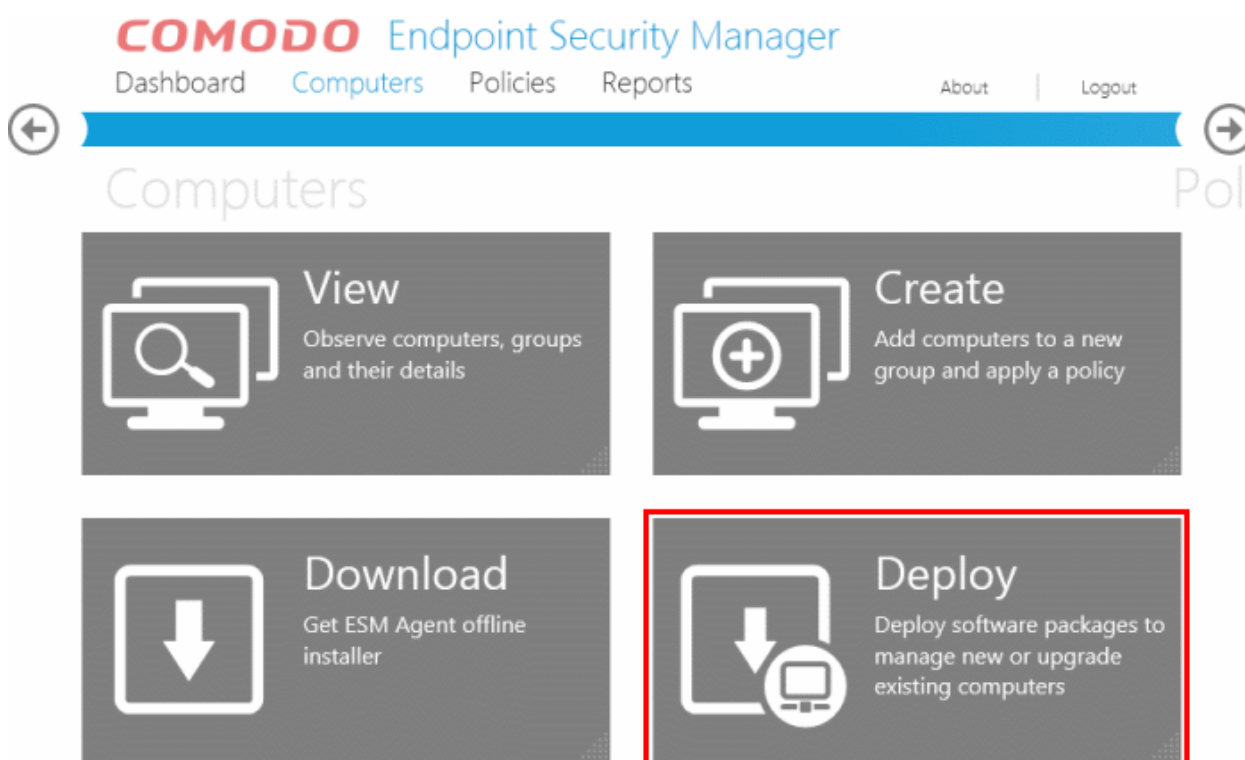 COMODO Endpoint Security Manager
Dashboard Computers Policies Reports About Logout
Computers Pol
View
Observe computers, groups
and their details
Create
Add computers to a new
group and apply a policy
Download
Get ESM Agent offline
installer
Deploy
Deploy software packages to
manage new or upgrade
existing computers